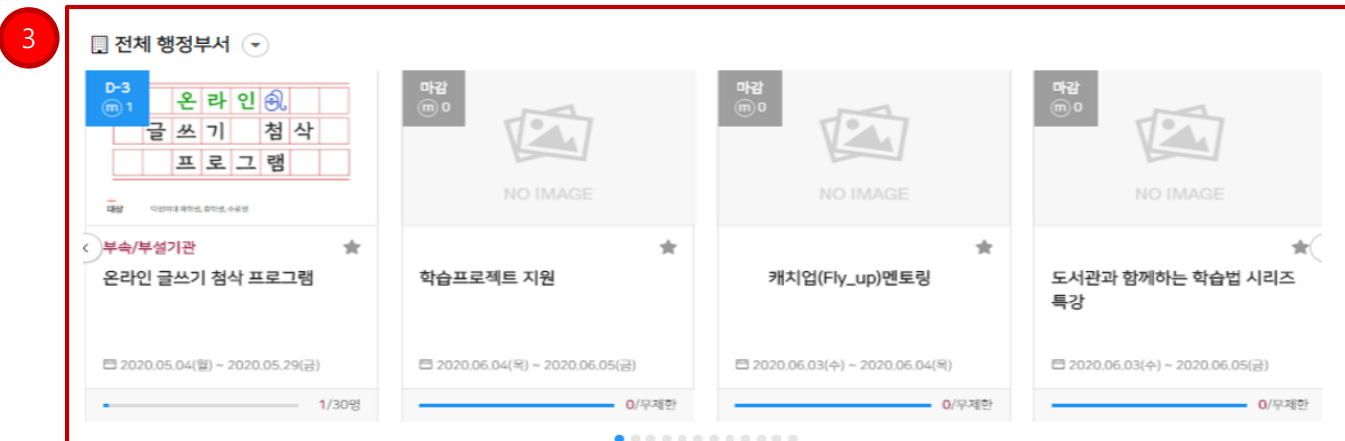 3
전체 행정부서
D-3
m 1
온라인
글쓰기 첨삭
프로그램
대상
부속/부설기관
온라인 글쓰기 첨삭 프로그램
2020.05.04(월) ~ 2020.05.29(금)
1/30명
마감
m 0
NO IMAGE
학습프로젝트 지원
2020.06.04(목) ~ 2020.06.05(금)
0/무제한
마감
m 0
NO IMAGE
캐치업(Fly_up)멘토링
2020.06.03(수) ~ 2020.06.04(목)
0/무제한
마감
m 0
NO IMAGE
도서관과 함께하는 학습법 시리즈
특강
2020.06.03(수) ~ 2020.06.05(금)
0/무제한